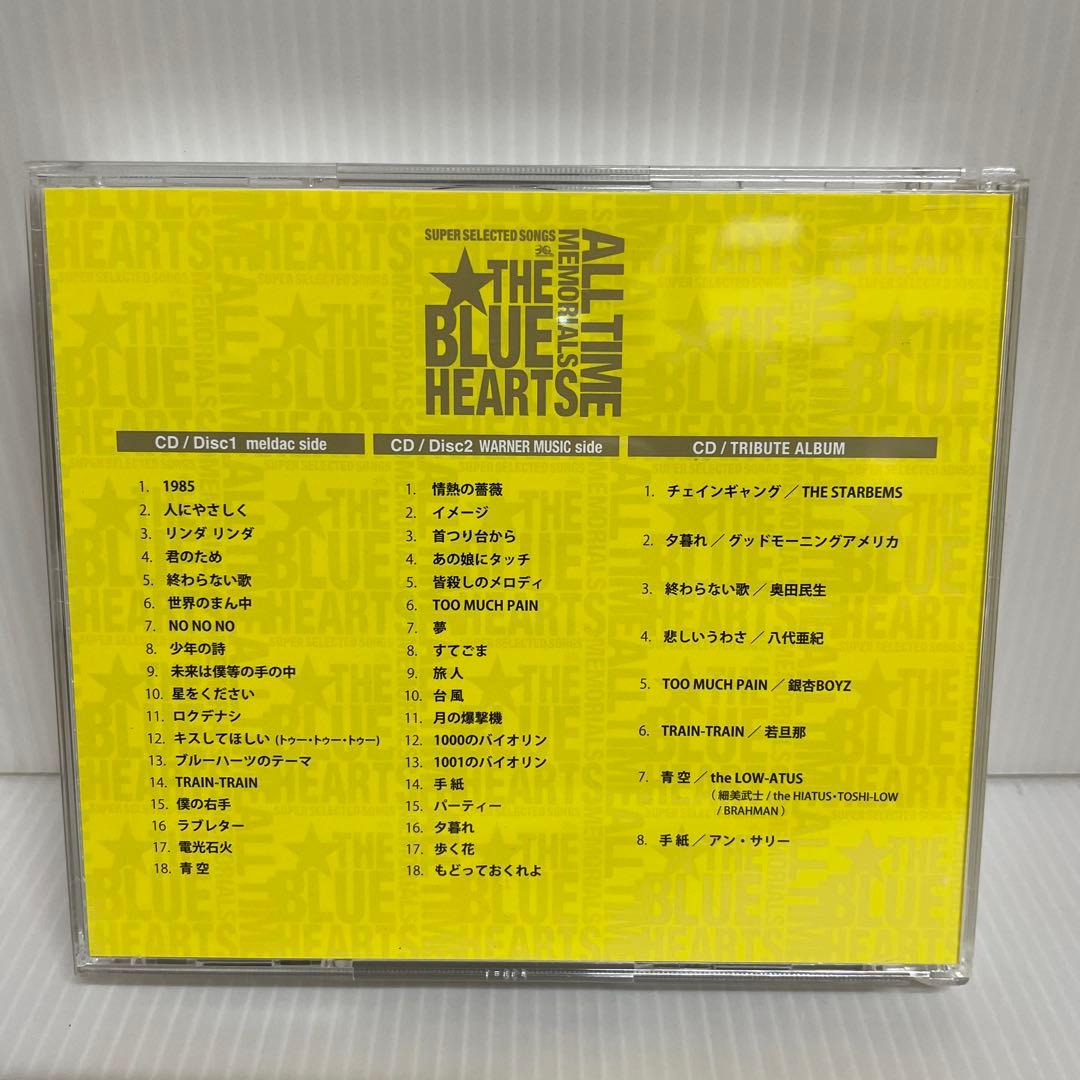 SUPER SELECTED SONGS
THE
BLUE
HEARTS
ALL TIME
MEMORIALS
CD / Disc1 meldac side
1. 1985
2. 人にやさしく
3. リンダ リンダ
4. 君のため
5. 終わらない歌
6. 世界のまん中
7. NO NO NO
8. 少年の詩
9. 未来は僕等の手の中
10. 星をください
11. ロクデナシ
12. キスしてほしい (トゥー・トゥー・トゥー)
13. ブルーハーツのテーマ
14. TRAIN-TRAIN
15. 僕の右手
16 ラブレター
17. 電光石火
18. 青 空
CD / Disc2 WARNER MUSIC side
1. 情熱の薔薇
2. イメージ
3. 首つり台から
4. あの娘にタッチ
5. 皆殺しのメロディ
6. TOO MUCH PAIN
7. 夢
8. すてごま
9. 旅 人
10. 台 風
11. 月の爆撃機
12. 1000のバイオリン
13. 1001のバイオリン
14. 手 紙
15. パーティー
16. 夕暮れ
17. 歩く花
18. もどっておくれよ
CD / TRIBUTE ALBUM
1. チェインギャング / THE STARBEMS
2. 夕暮れ / グッドモーニングアメリカ
3. 終わらない歌 / 奥田民生
4. 悲しいうわさ / 八代亜紀
5. TOO MUCH PAIN / 銀杏BOYZ
6. TRAIN-TRAIN / 若旦那
7. 青 空 / the LOW-ATUS
( 細美武士 / the HIATUS・TOSHI-LOW
/ BRAHMAN )
8. 手 紙 / アン・サリー